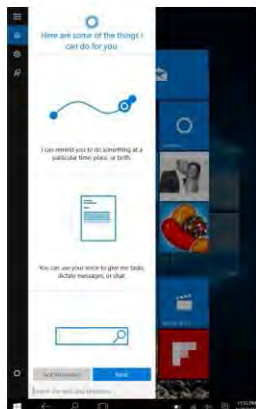 Here are some of the things I
can do for you
I can remind you to do something at a
particular time, place, or both.
You can use your voice to give me tasks,
dictate messages, or chat.
Next